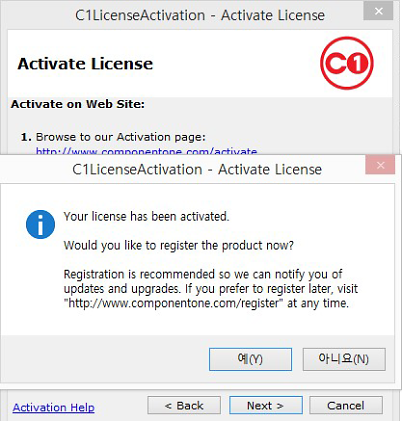 C1LicenseActivation - Activate License
Activate License
C1
Activate on Web Site:
1. Browse to our Activation page:
http://www.componentone.com/activate
C1LicenseActivation - Activate License
Your license has been activated.
Would you like to register the product now?
Registration is recommended so we can notify you of
updates and upgrades. If you prefer to register later, visit
"http://www.componentone.com/register" at any time.
예(Y)
아니요(N)
Activation Help
< Back
Next >
Cancel